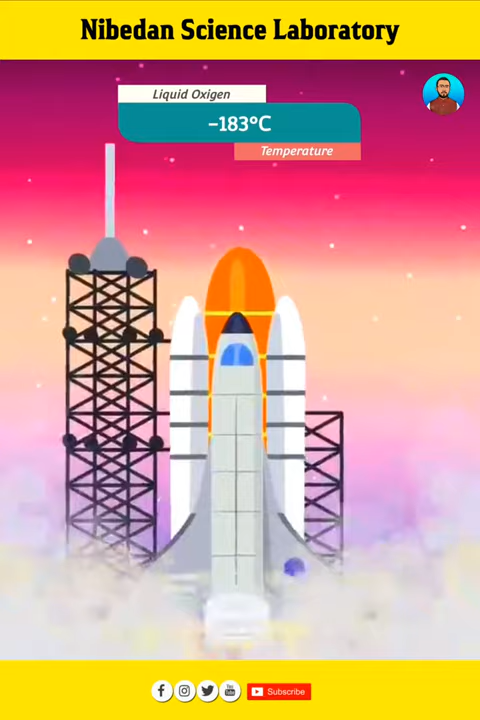 Nibedan Science Laboratory
Liquid Oxigen
-183°C
Temperature
Subscribe